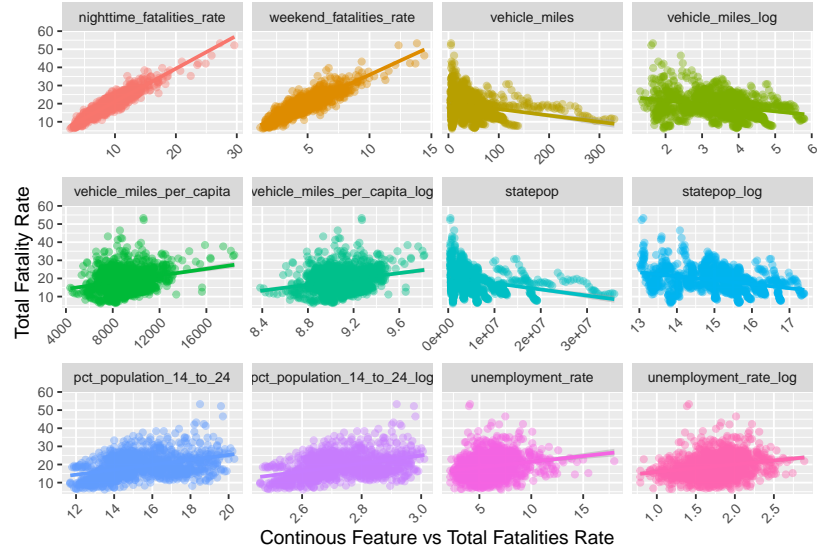 nighttime_fatalities_rate weekend_fatalities_rate vehicle_miles vehicle_miles_log
60
50
40
30
20
10
10 20 30 5 10 15 0 100 200 300 2 3 4 5 6
vehicle_miles_per_capita vehicle_miles_per_capita_log statepop statepop_log
60
50
40
30
20
10
4000 8000 12000 16000 8.4 8.8 9.2 9.6 0e+00 1e+07 2e+07 3e+07 13 14 15 16 17
pct_population_14_to_24 pct_population_14_to_24_log unemployment_rate unemployment_rate_log
60
50
40
30
20
10
12 14 16 18 20 2.6 2.8 3.0 5 10 15 1.0 1.5 2.0 2.5
Total Fatality Rate
Continous Feature vs Total Fatalities Rate